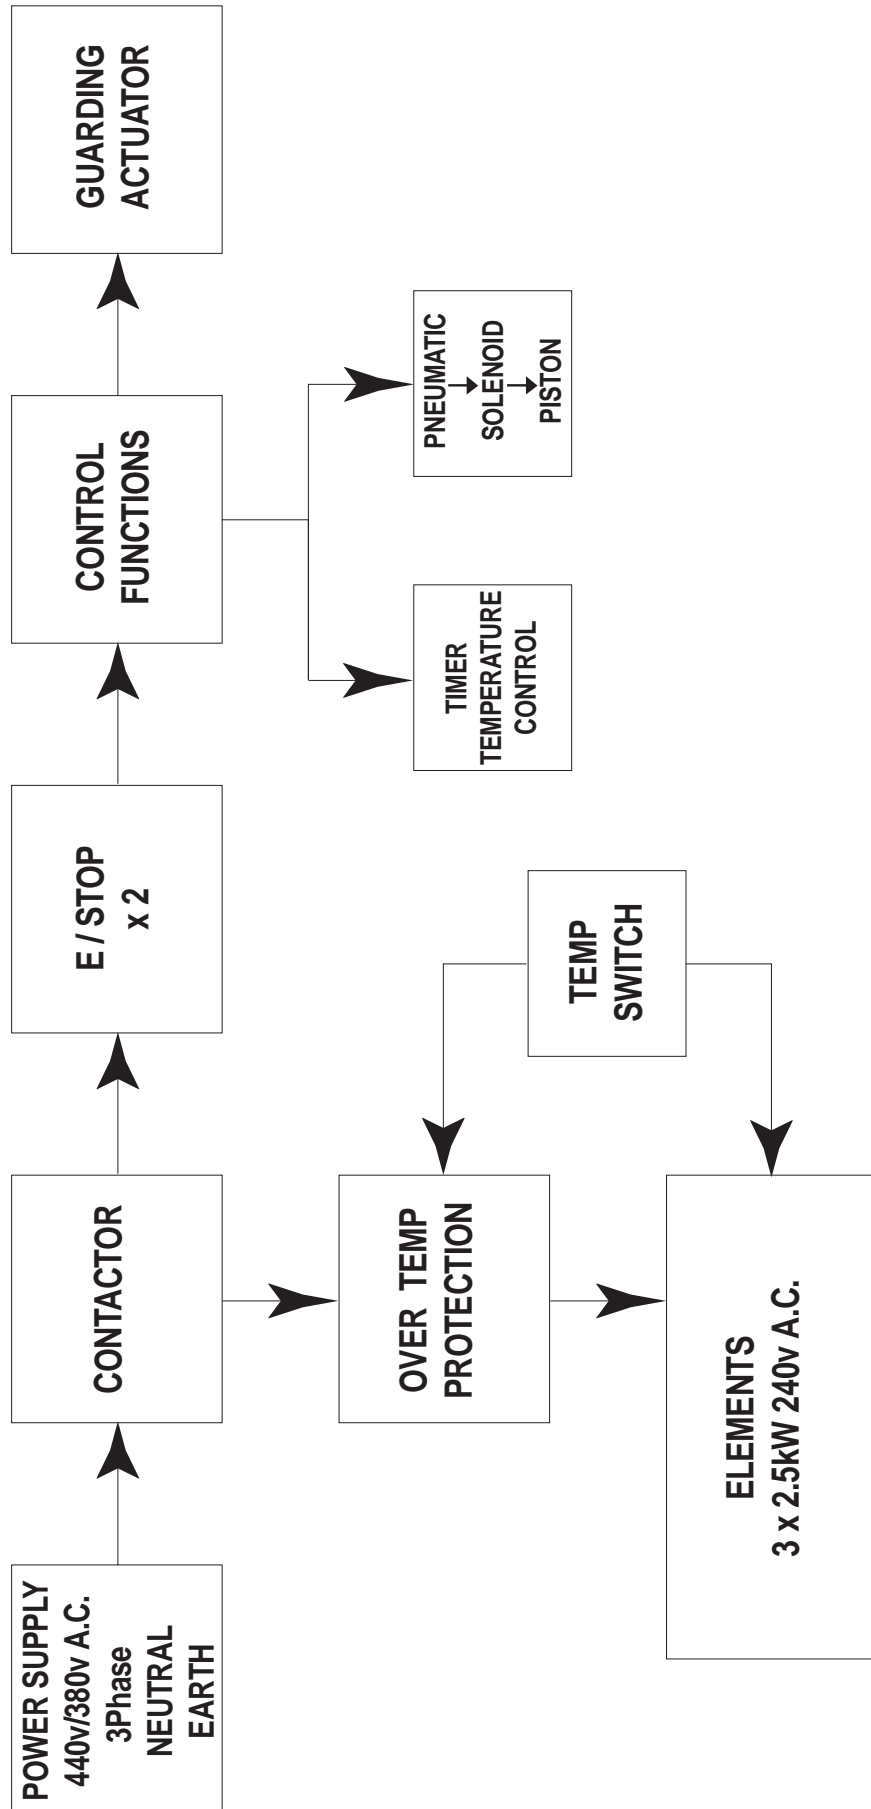 POWER SUPPLY
440v/380v A.C.
3Phase
NEUTRAL
EARTH
CONTACTOR
E / STOP
x 2
CONTROL
FUNCTIONS
GUARDING
ACTUATOR
OVER TEMP
PROTECTION
TEMP
SWITCH
TIMER
TEMPERATURE
CONTROL
PNEUMATIC
SOLENOID
PISTON
ELEMENTS
3 x 2.5kW 240v A.C.